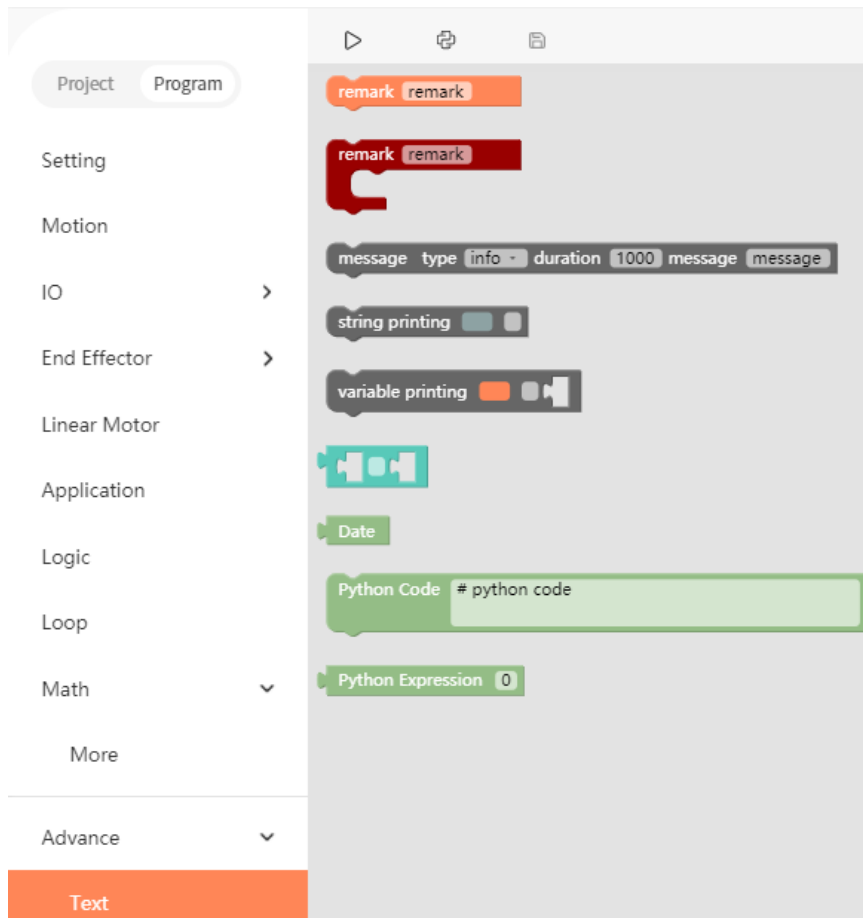 Project Program
Setting
Motion
IO
End Effector
Linear Motor
Application
Logic
Loop
Math
More
Advance
Text
remark remark
remark remark
message type info duration 1000 message message
string printing
variable printing
Date
Python Code # python code
Python Expression 0